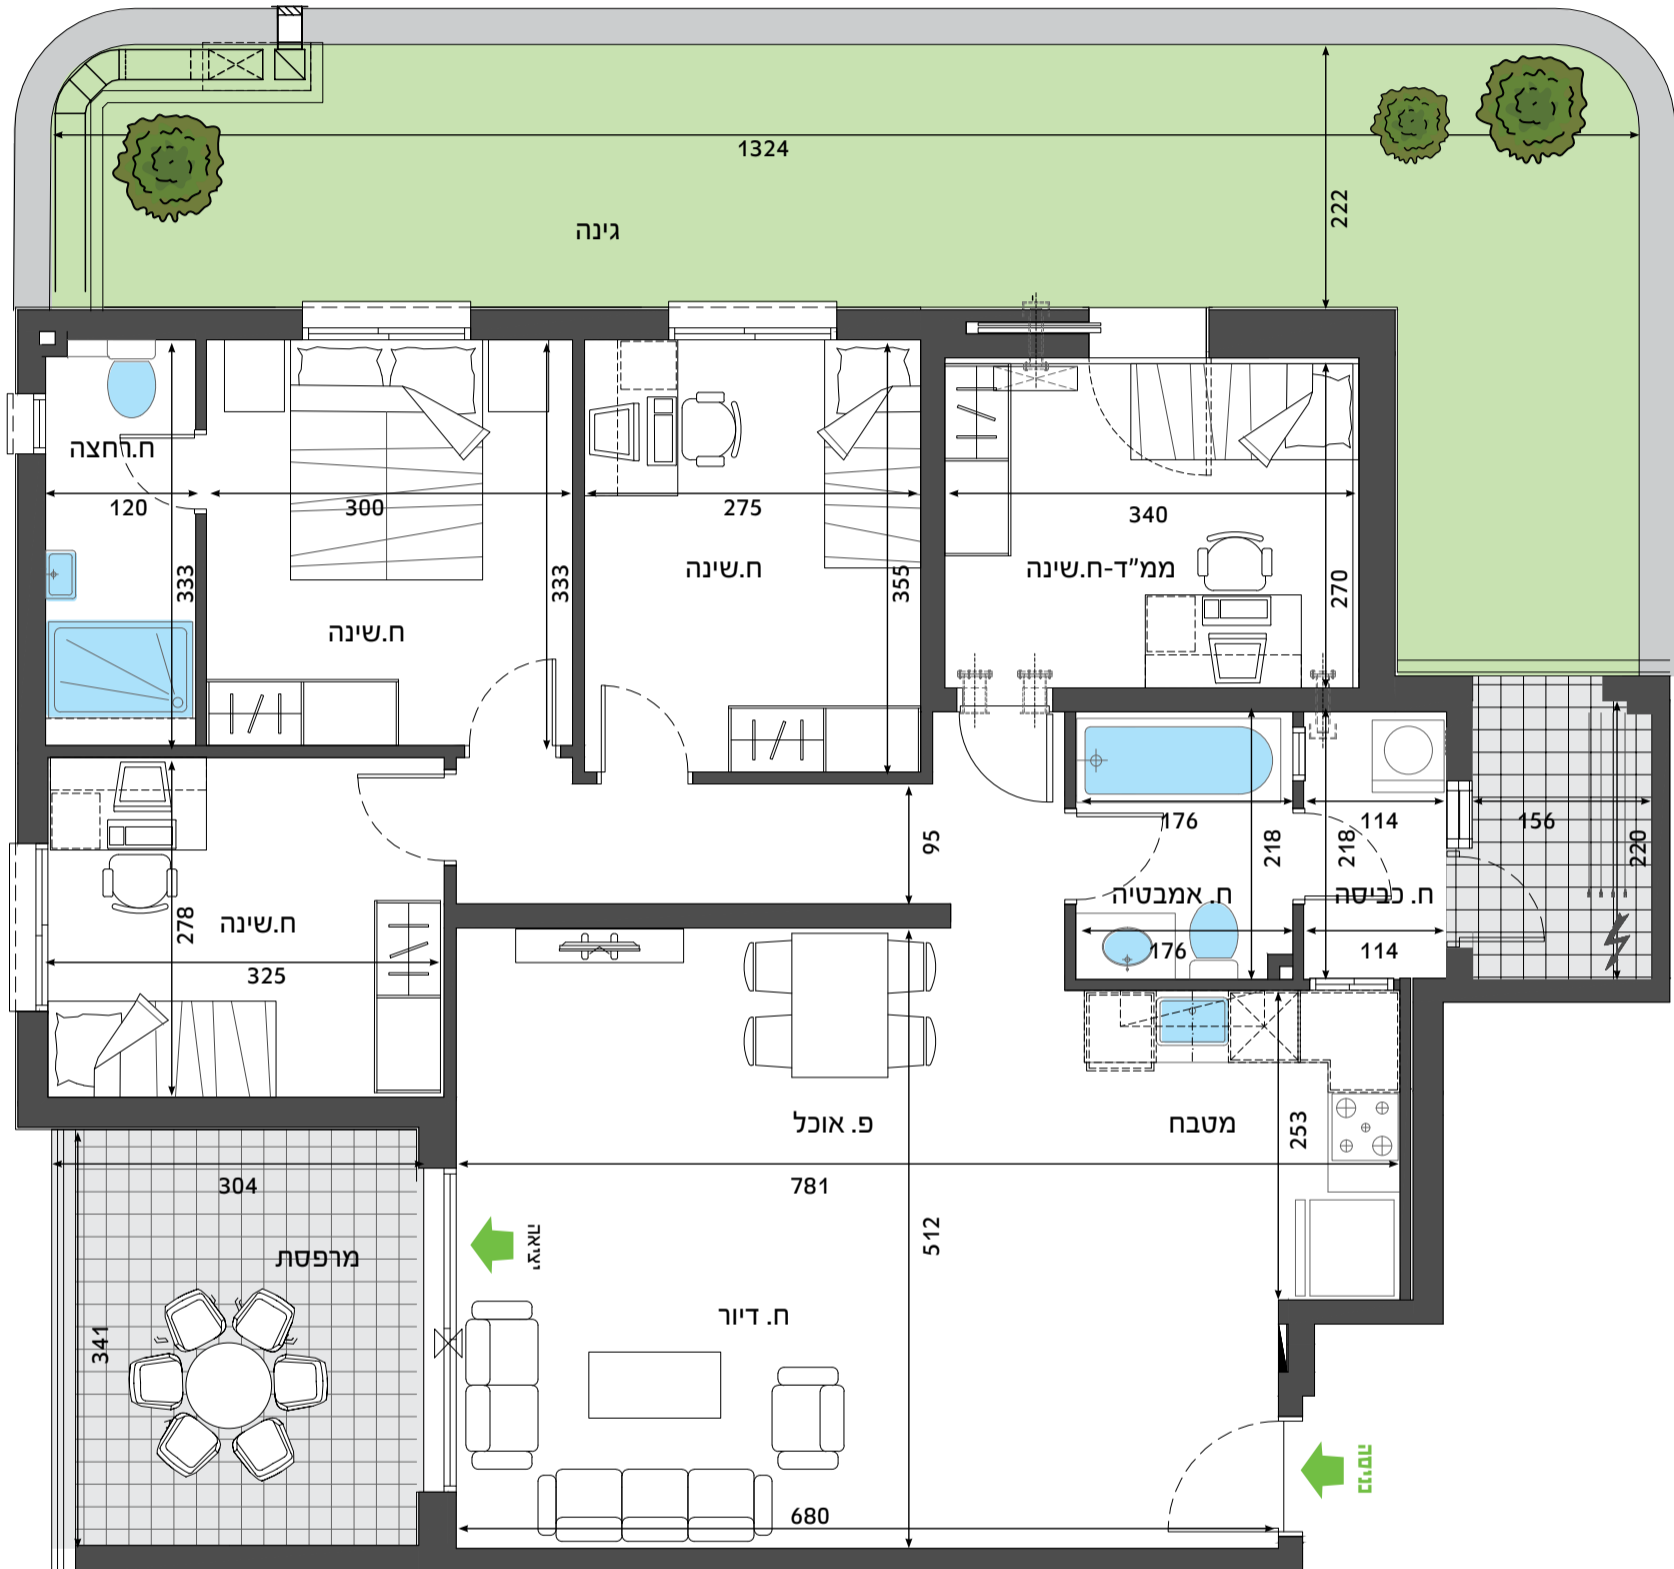 1324
222
גינה
ח.רחצה
120
300
275
340
333
333
ח.שינה
355
ממ"ד-ח.שינה
270
ח.שינה
176
114
156
95
218
218
220
ח. אמבטיה
ח. כביסה
278
ח.שינה
325
176
114
פ. אוכל
מטבח
253
304
781
יציאה
512
מרפסת
ח. דיור
341
כניסה
680